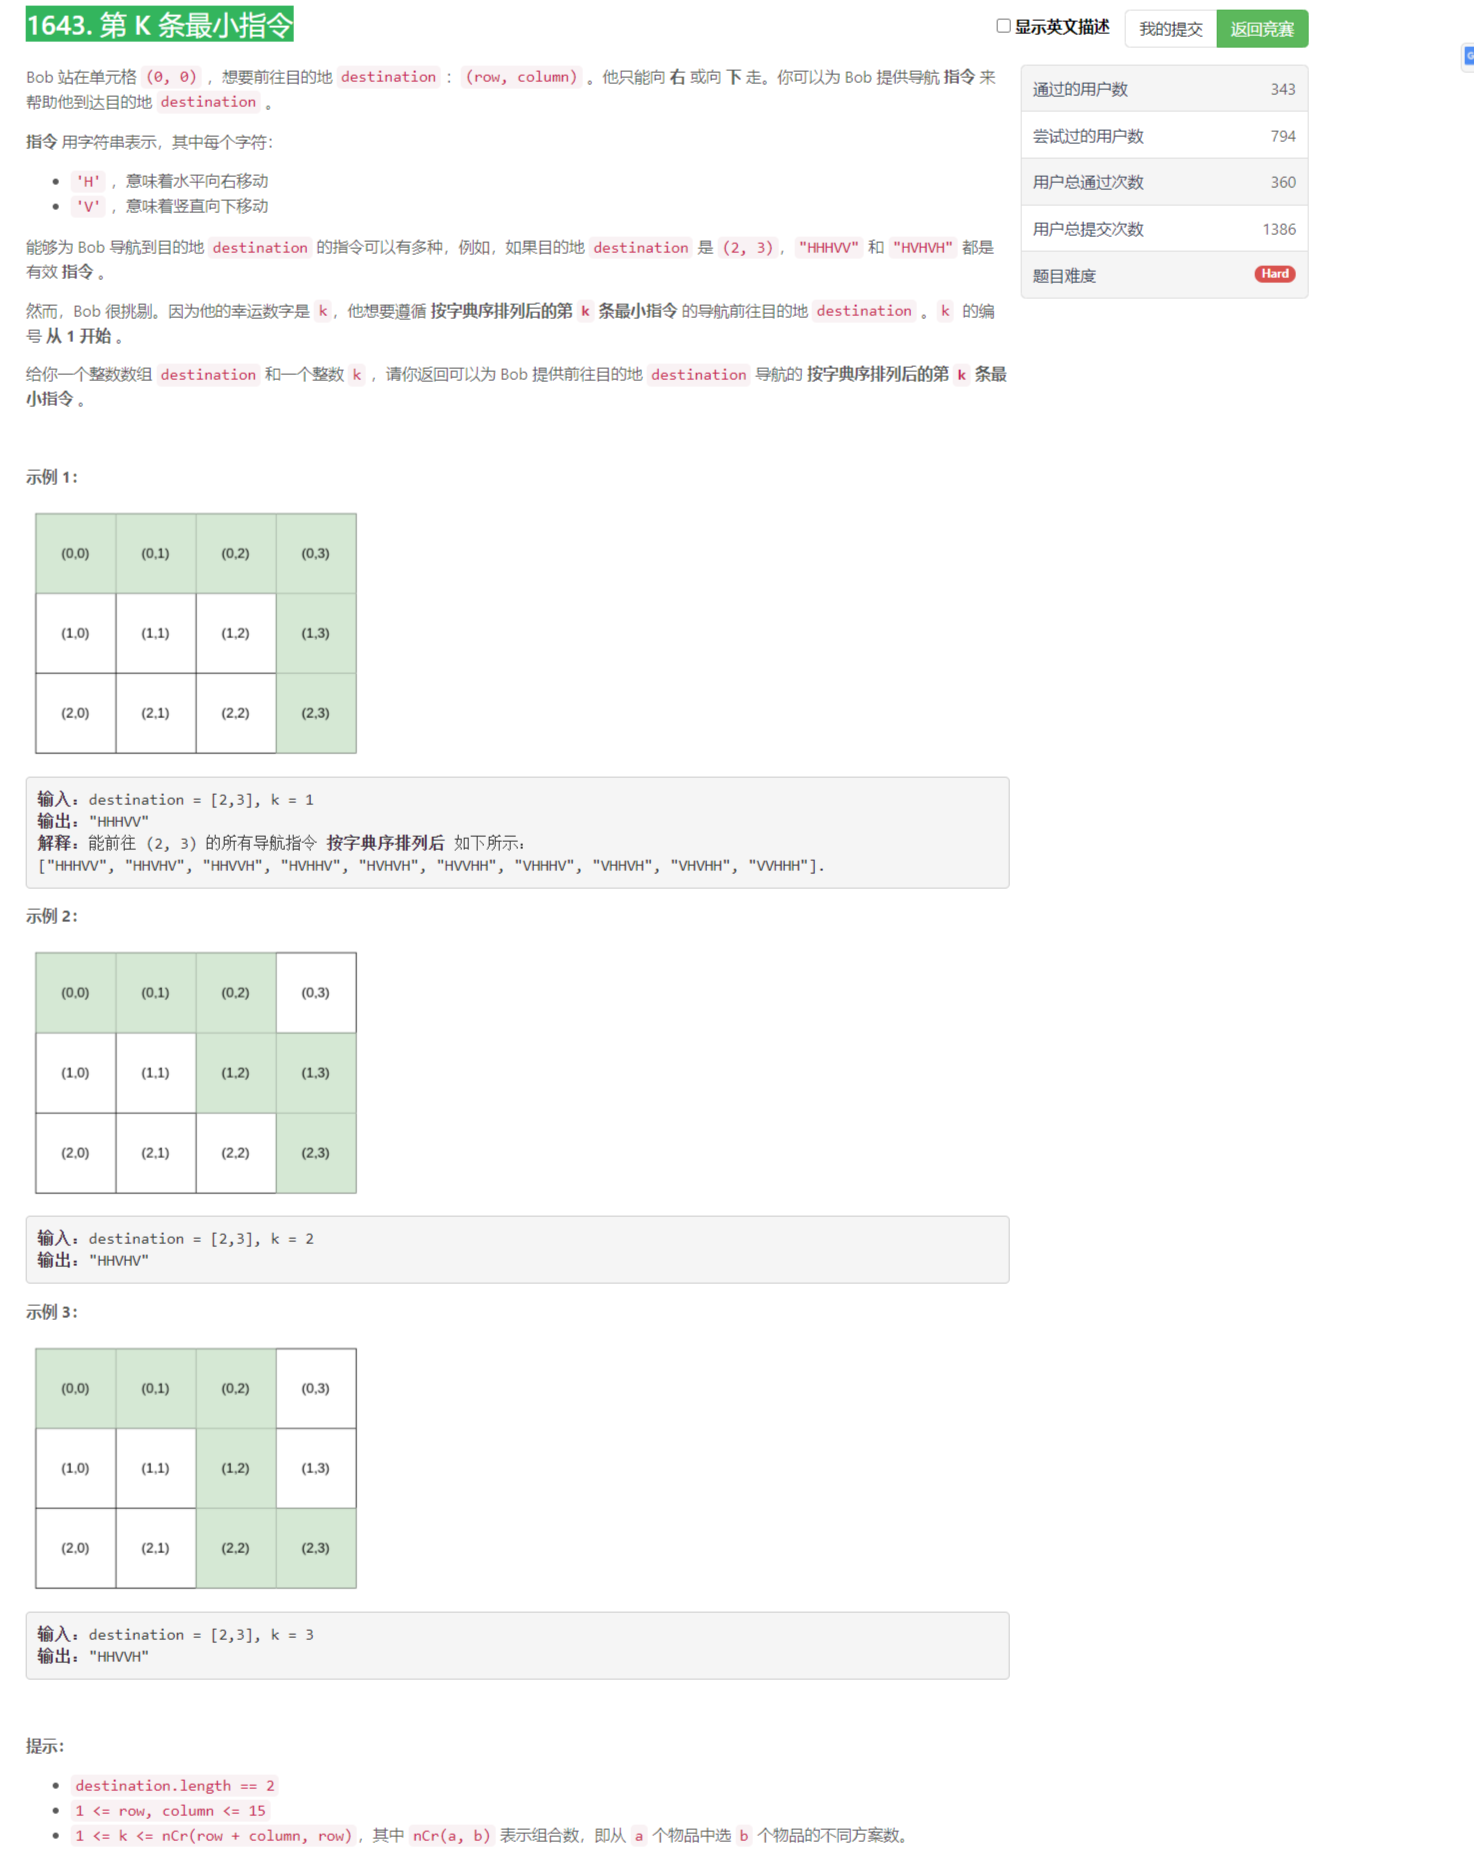 1643. 第 K 条最小指令
显示英文描述 我的提交 返回竞赛
Bob 站在单元格 (0, 0) ，想要前往目的地 destination ：(row, column) 。他只能向 右 或向 下 走。你可以为 Bob 提供导航 指令 来
帮助他到达目的地 destination 。
指令 用字符串表示，其中每个字符：
• 'H' ，意味着水平向右移动
• 'V' ，意味着竖直向下移动
能够为 Bob 导航到目的地 destination 的指令可以有多种，例如，如果目的地 destination 是 (2, 3)，"HHHVV" 和 "HVHVH" 都是
有效 指令 。
然而，Bob 很挑剔。因为他的幸运数字是 k，他想要遵循 按字典序排列后的第 k 条最小指令 的导航前往目的地 destination 。k 的编
号 从 1 开始 。
给你一个整数数组 destination 和一个整数 k ，请你返回可以为 Bob 提供前往目的地 destination 导航的 按字典序排列后的第 k 条最
小指令 。
通过的用户数 343
尝试过的用户数 794
用户总通过次数 360
用户总提交次数 1386
题目难度 Hard
示例 1：
(0,0) (0,1) (0,2) (0,3)
(1,0) (1,1) (1,2) (1,3)
(2,0) (2,1) (2,2) (2,3)
输入：destination = [2,3], k = 1
输出："HHHVV"
解释：能前往 (2, 3) 的所有导航指令 按字典序排列后 如下所示：
["HHHVV", "HHVHV", "HHVVH", "HVHHV", "HVHVH", "HVVHH", "VHHHV", "VHHVH", "VHVHH", "VVHHH"].
示例 2：
(0,0) (0,1) (0,2) (0,3)
(1,0) (1,1) (1,2) (1,3)
(2,0) (2,1) (2,2) (2,3)
输入：destination = [2,3], k = 2
输出："HHVHV"
示例 3：
(0,0) (0,1) (0,2) (0,3)
(1,0) (1,1) (1,2) (1,3)
(2,0) (2,1) (2,2) (2,3)
输入：destination = [2,3], k = 3
输出："HHVVH"
提示：
• destination.length == 2
• 1 <= row, column <= 15
• 1 <= k <= nCr(row + column, row)，其中 nCr(a, b) 表示组合数，即从 a 个物品中选 b 个物品的不同方案数。